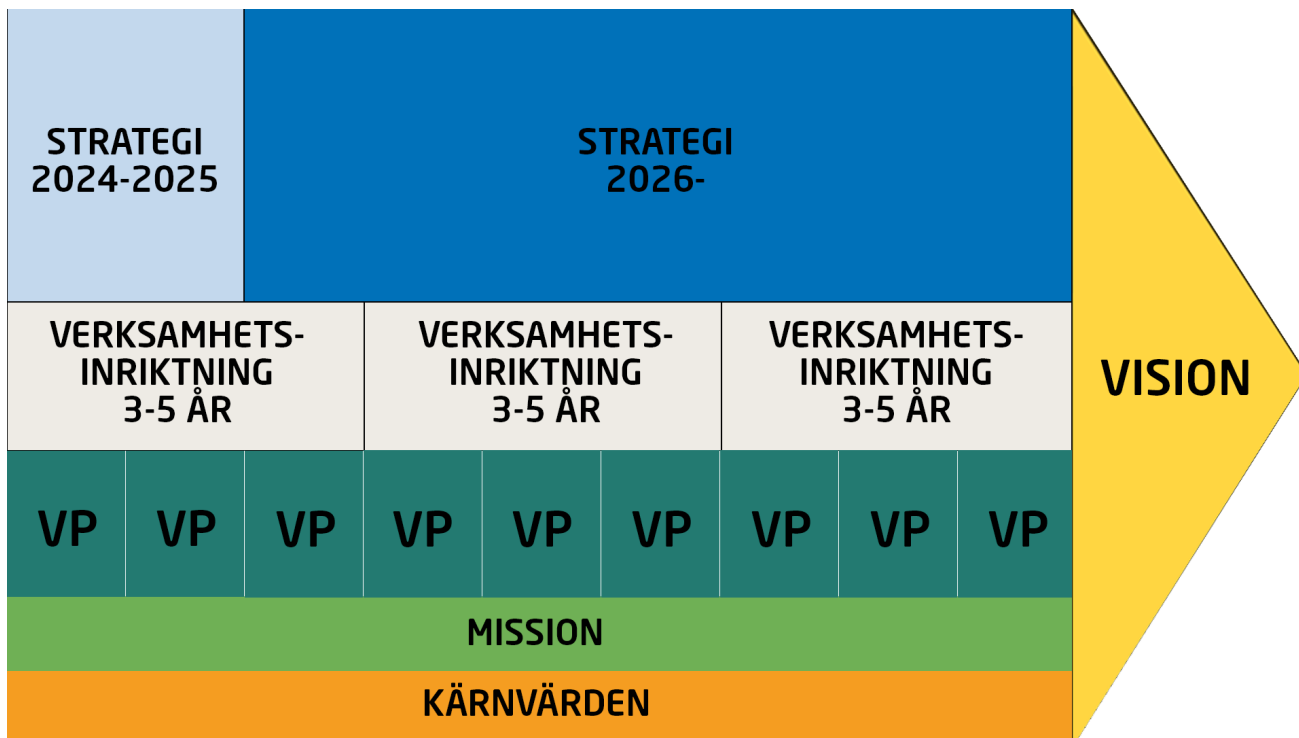 STRATEGI
2024-2025
STRATEGI
2026-
VERKSAMHETS-
INRIKTNING
3-5 ÅR
VERKSAMHETS-
INRIKTNING
3-5 ÅR
VERKSAMHETS-
INRIKTNING
3-5 ÅR
VISION
VP VP VP VP VP VP VP VP VP
MISSION
KÄRNVÄRDEN